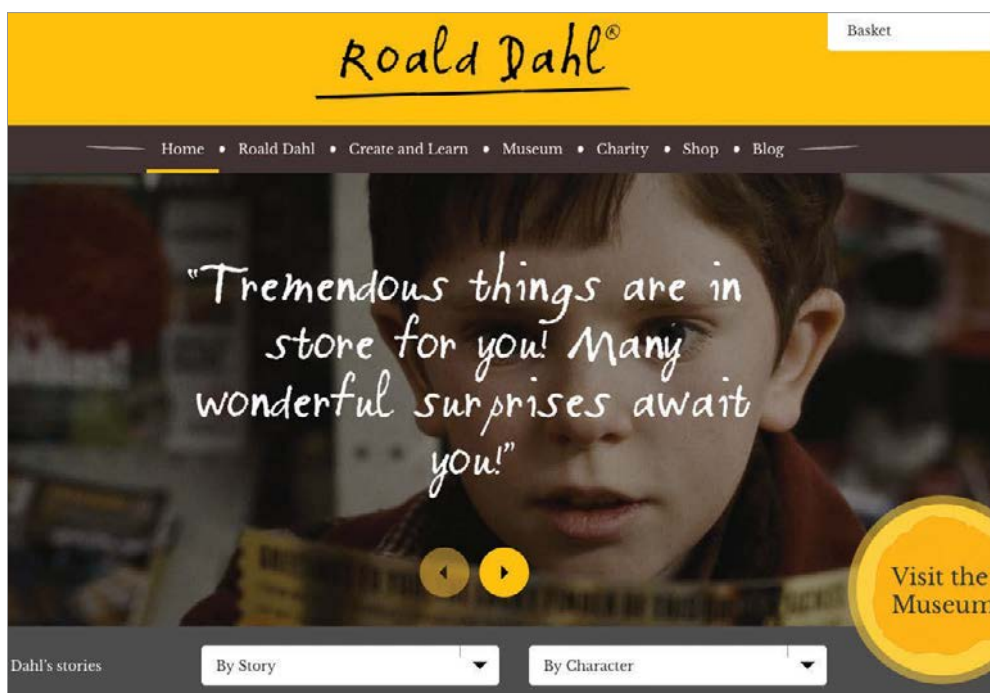 Basket
Roald Dahl®
Home • Roald Dahl • Create and Learn • Museum • Charity • Shop • Blog
"Tremendous things are in
store for you! Many
wonderful surprises await
you!"
Visit the
Museum
Dahl's stories
By Story
By Character